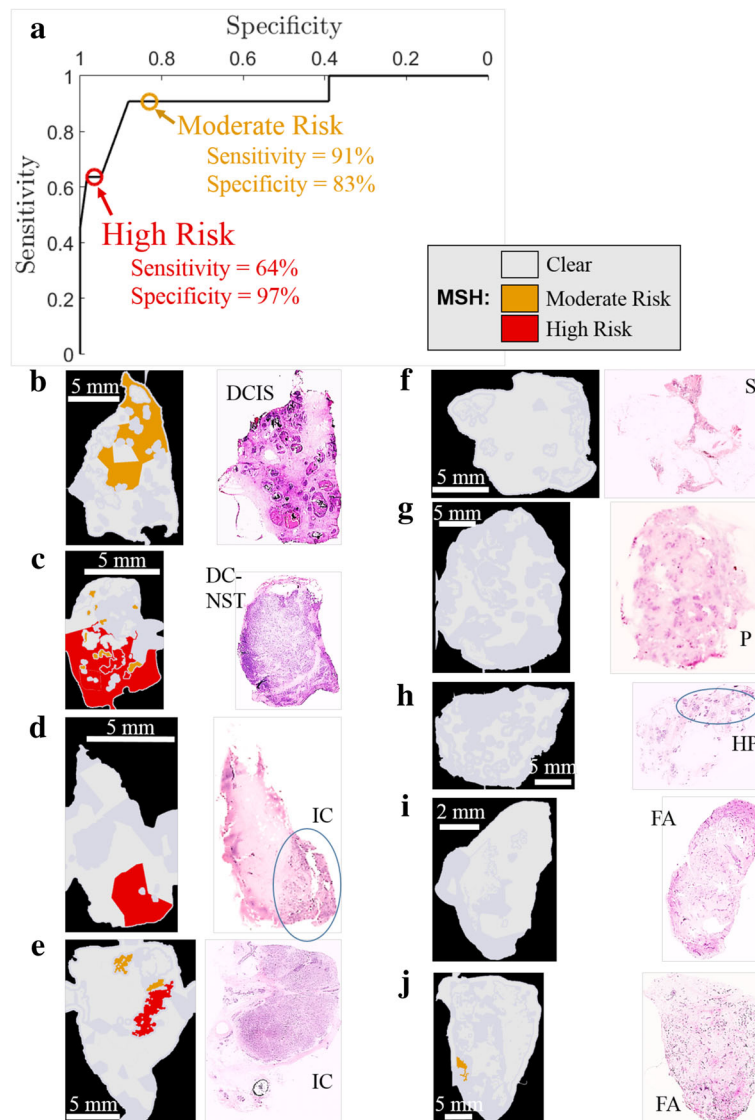 a
Specificity
1 0.8 0.6 0.4 0.2 0
1
0.8
0.6
0.4
0.2
0
Sensitivity
Moderate Risk
Sensitivity = 91%
Specificity = 83%
High Risk
Sensitivity = 64%
Specificity = 97%
MSH:
Clear
Moderate Risk
High Risk
b
5 mm
DCIS
c
5 mm
DC-
NST
d
5 mm
IC
e
5 mm
IC
f
5 mm
S
g
5 mm
P
h
5 mm
HP
i
2 mm
FA
j
5 mm
FA